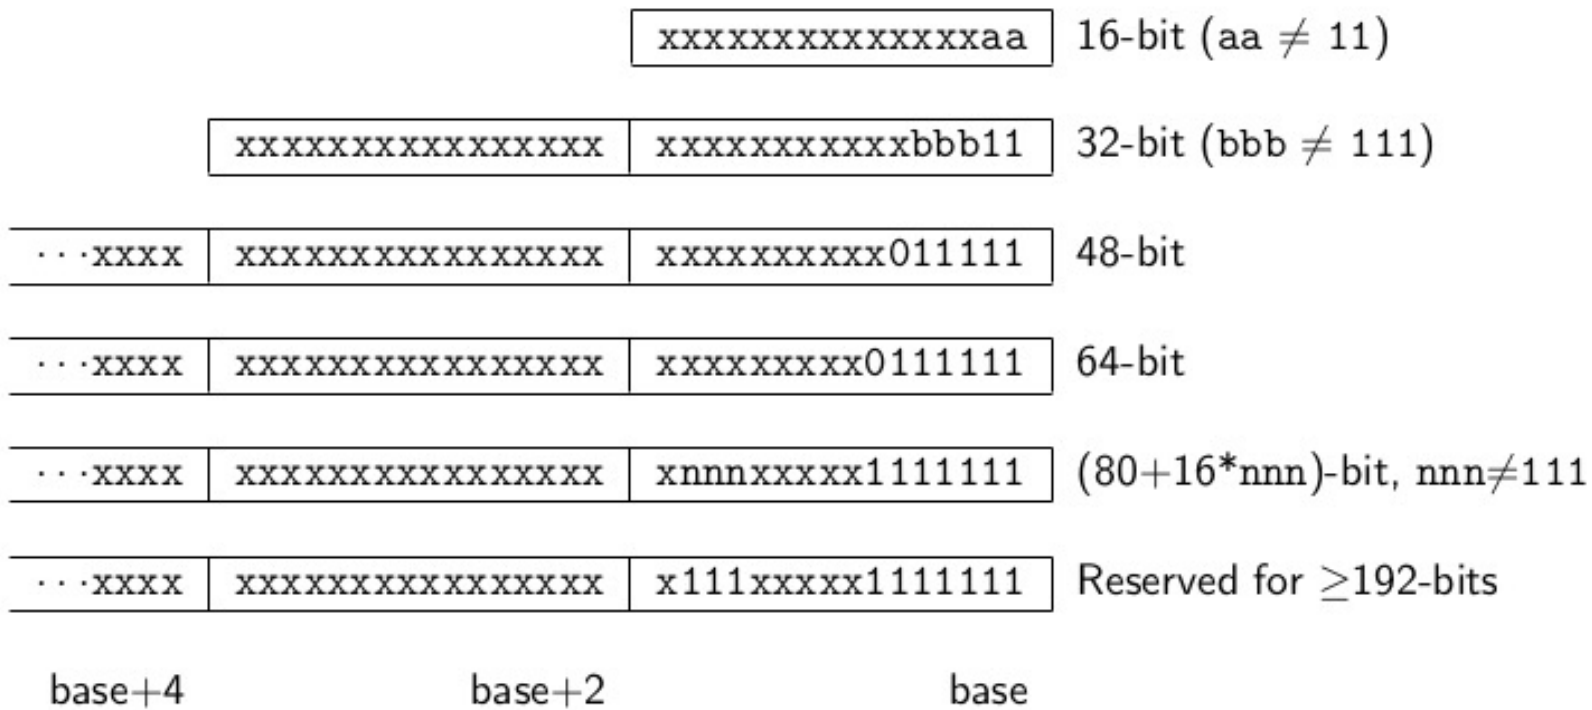 xxxxxxxxxxxxxxaa 16-bit (aa ≠ 11)
xxxxxxxxxxxxxxxx xxxxxxxxxxxbbb11 32-bit (bbb ≠ 111)
···xxxx xxxxxxxxxxxxxxxx xxxxxxxxxx011111 48-bit
···xxxx xxxxxxxxxxxxxxxx xxxxxxxxx0111111 64-bit
···xxxx xxxxxxxxxxxxxxxx xnnnxxxxx1111111 (80+16*nnn)-bit, nnn≠111
···xxxx xxxxxxxxxxxxxxxx x111xxxxx1111111 Reserved for ≥192-bits
base+4 base+2 base